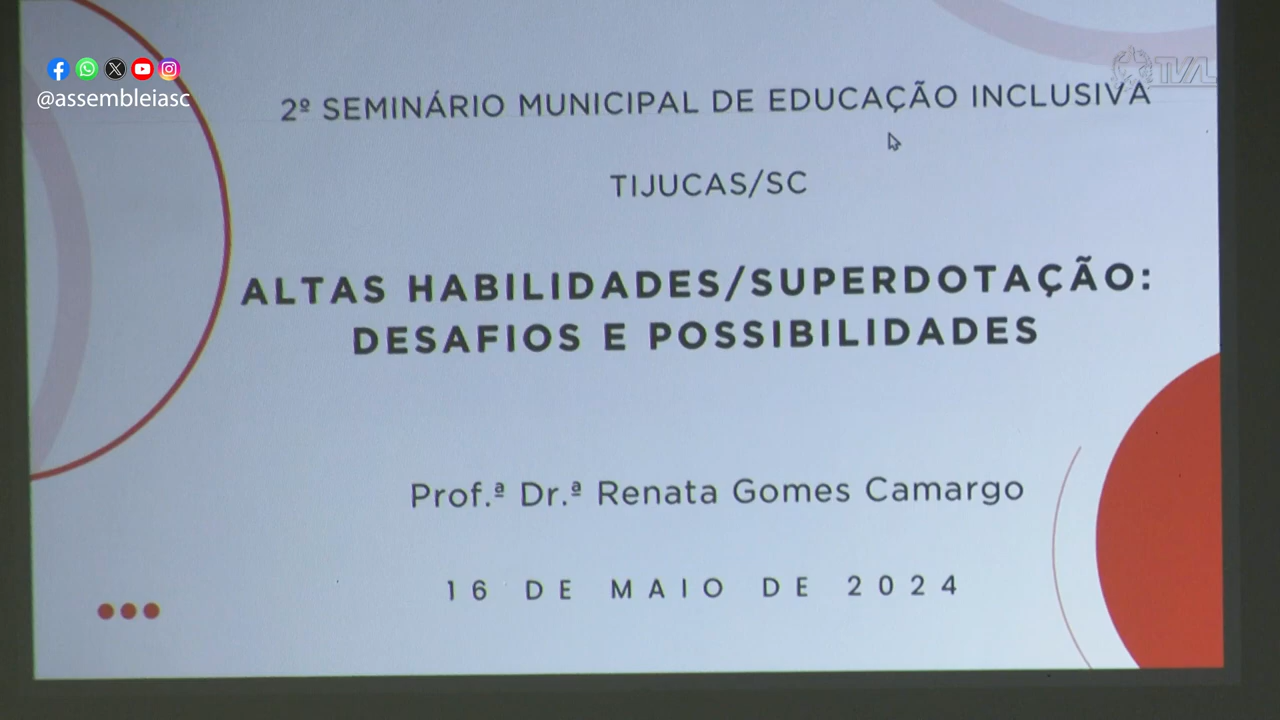 @assembleiasc
TVAL
2º SEMINÁRIO MUNICIPAL DE EDUCAÇÃO INCLUSIVA
TIJUCAS/SC
ALTAS HABILIDADES/SUPERDOTAÇÃO:
DESAFIOS E POSSIBILIDADES
Prof.ª Dr.ª Renata Gomes Camargo
16 DE MAIO DE 2024